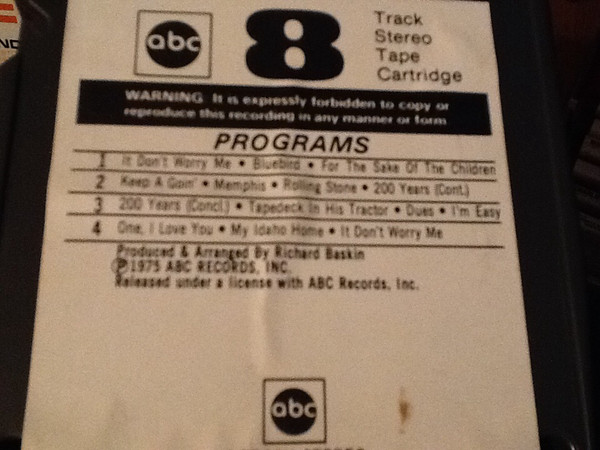 abc
8
Track
Stereo
Tape
Cartridge
WARNING: It is expressly forbidden to copy or
reproduce this recording in any manner or form
PROGRAMS
1 It Don't Worry Me • Bluebird • For The Sake Of The Children
2 Keep A Goin' • Memphis • Rolling Stone • 200 Years (Cont.)
3 200 Years (Concl.) • Tapedeck In His Tractor • Dues • I'm Easy
4 One, I Love You • My Idaho Home • It Don't Worry Me
Produced & Arranged By Richard Baskin
Ⓟ1975 ABC RECORDS, INC.
Released under a license with ABC Records, Inc.
abc